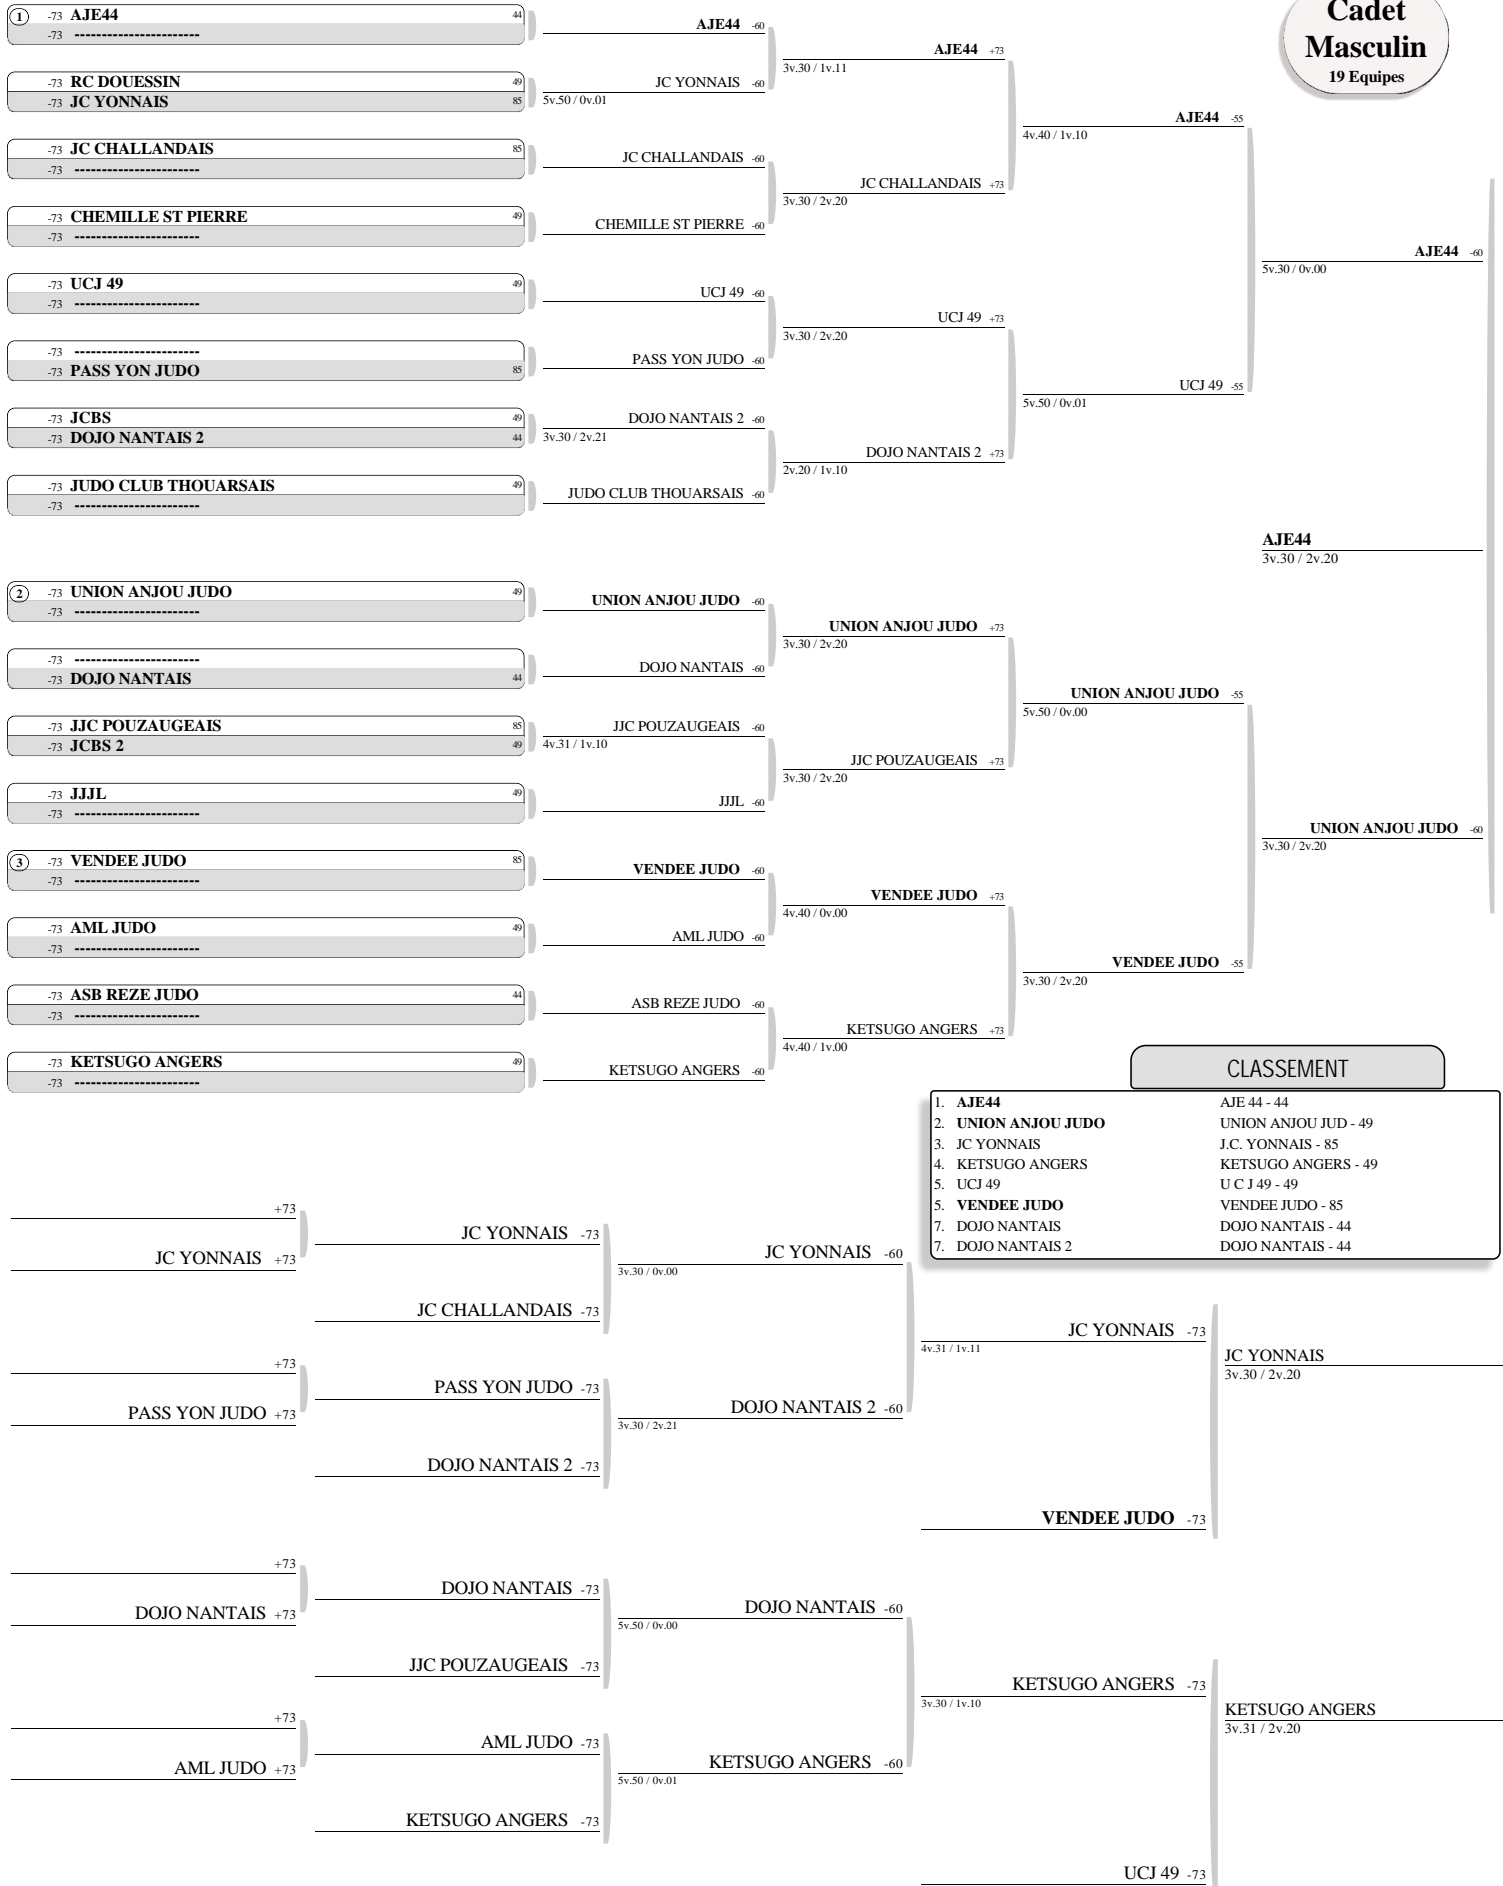 Cadet
Masculin
19 Equipes
1 -73 AJE44 44
-73 -----------------------
-73 RC DOUESSIN 49
-73 JC YONNAIS 85
-73 JC CHALLANDAIS 85
-73 -----------------------
-73 CHEMILLE ST PIERRE 49
-73 -----------------------
-73 UCJ 49 49
-73 -----------------------
-73 -----------------------
-73 PASS YON JUDO 85
-73 JCBS 49
-73 DOJO NANTAIS 2 44
-73 JUDO CLUB THOUARSAIS 49
-73 -----------------------
2 -73 UNION ANJOU JUDO 49
-73 -----------------------
-73 -----------------------
-73 DOJO NANTAIS 44
-73 JJC POUZAUGEAIS 85
-73 JCBS 2 49
-73 JJJL 49
-73 -----------------------
3 -73 VENDEE JUDO 85
-73 -----------------------
-73 AML JUDO 49
-73 -----------------------
-73 ASB REZE JUDO 44
-73 -----------------------
-73 KETSUGO ANGERS 49
-73 -----------------------
AJE44 -60
JC YONNAIS -60
5v.50 / 0v.01
JC CHALLANDAIS -60
CHEMILLE ST PIERRE -60
UCJ 49 -60
PASS YON JUDO -60
DOJO NANTAIS 2 -60
3v.30 / 2v.21
JUDO CLUB THOUARSAIS -60
UNION ANJOU JUDO -60
DOJO NANTAIS -60
JJC POUZAUGEAIS -60
4v.31 / 1v.10
JJJL -60
VENDEE JUDO -60
AML JUDO -60
ASB REZE JUDO -60
KETSUGO ANGERS -60
AJE44 +73
3v.30 / 1v.11
JC CHALLANDAIS +73
3v.30 / 2v.20
UCJ 49 +73
3v.30 / 2v.20
DOJO NANTAIS 2 +73
2v.20 / 1v.10
UNION ANJOU JUDO +73
3v.30 / 2v.20
JJC POUZAUGEAIS +73
3v.30 / 2v.20
VENDEE JUDO +73
4v.40 / 0v.00
KETSUGO ANGERS +73
4v.40 / 1v.00
AJE44 -55
4v.40 / 1v.10
UCJ 49 -55
5v.50 / 0v.01
UNION ANJOU JUDO -55
5v.50 / 0v.00
VENDEE JUDO -55
3v.30 / 2v.20
AJE44 -60
5v.30 / 0v.00
UNION ANJOU JUDO -60
3v.30 / 2v.20
AJE44
3v.30 / 2v.20
CLASSEMENT
1. AJE44 AJE 44 - 44
2. UNION ANJOU JUDO UNION ANJOU JUD - 49
3. JC YONNAIS J.C. YONNAIS - 85
4. KETSUGO ANGERS KETSUGO ANGERS - 49
5. UCJ 49 U C J 49 - 49
5. VENDEE JUDO VENDEE JUDO - 85
7. DOJO NANTAIS DOJO NANTAIS - 44
7. DOJO NANTAIS 2 DOJO NANTAIS - 44
+73
JC YONNAIS +73
+73
PASS YON JUDO +73
+73
DOJO NANTAIS +73
+73
AML JUDO +73
JC YONNAIS -73
JC CHALLANDAIS -73
PASS YON JUDO -73
DOJO NANTAIS 2 -73
DOJO NANTAIS -73
JJC POUZAUGEAIS -73
AML JUDO -73
KETSUGO ANGERS -73
JC YONNAIS -60
3v.30 / 0v.00
DOJO NANTAIS 2 -60
3v.30 / 2v.21
DOJO NANTAIS -60
5v.50 / 0v.00
KETSUGO ANGERS -60
5v.50 / 0v.01
JC YONNAIS -73
4v.31 / 1v.11
VENDEE JUDO -73
KETSUGO ANGERS -73
3v.30 / 1v.10
UCJ 49 -73
JC YONNAIS
3v.30 / 2v.20
KETSUGO ANGERS
3v.31 / 2v.20